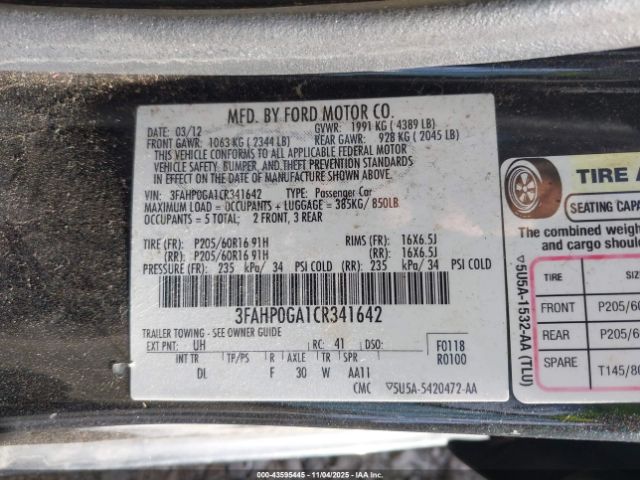 MFD. BY FORD MOTOR CO.
DATE: 03/12 GVWR: 1991 KG ( 4389 LB)
FRONT GAWR: 1063 KG ( 2344 LB) REAR GAWR: 928 KG ( 2045 LB)
THIS VEHICLE CONFORMS TO ALL APPLICABLE FEDERAL MOTOR
VEHICLE SAFETY, BUMPER, AND THEFT PREVENTION STANDARDS
IN EFFECT ON THE DATE OF MANUFACTURE SHOWN ABOVE.
VIN: 3FAHP0GA1CR341642 TYPE: Passenger Car
MAXIMUM LOAD = OCCUPANTS + LUGGAGE = 385KG/ 850LB
OCCUPANTS = 5 TOTAL; 2 FRONT, 3 REAR
TIRE (FR): P205/60R16 91H RIMS (FR): 16X6.5J
(RR): P205/60R16 91H (RR): 16X6.5J
PRESSURE (FR): 235 kPa/ 34 PSI COLD (RR): 235 kPa/ 34 PSI COLD
3FAHP0GA1CR341642
TRAILER TOWING - SEE OWNER GUIDE
EXT PNT: UH RC: 41 DSO: F0118
R0100
INT TR TP/PS R AXLE TR SPR
DL F 30 W AA11
CMC ▽5U5A-5420472-AA
TIRE A
SEATING CAPACI
The combined weigh
and cargo shoul
▽5U5A-1532-AA (TLU)
TIRE SIZE
FRONT P205/60
REAR P205/6
SPARE T145/80
000-43595445 - 11/04/2025 - IAAI Inc.